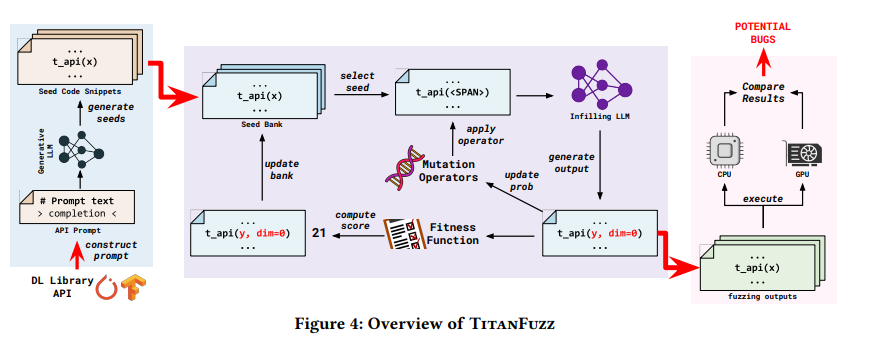 ...
t_api(x)
...
Seed Code Snippets
generate
seeds
Generative
LLM
# Prompt text
> completion <
API Prompt
construct
prompt
DL Library
API
...
t_api(x)
...
Seed Bank
select
seed
...
t_api(<SPAN>)
...
Infilling LLM
apply
operator
Mutation
Operators
update
prob
generate
output
update
bank
...
t_api(y, dim=0)
...
21
compute
score
Fitness
Function
...
t_api(y, dim=0)
...
POTENTIAL
BUGS
Compare
Results
CPU
GPU
execute
...
t_api(x)
...
fuzzing outputs
Figure 4: Overview of TITANFUZZ